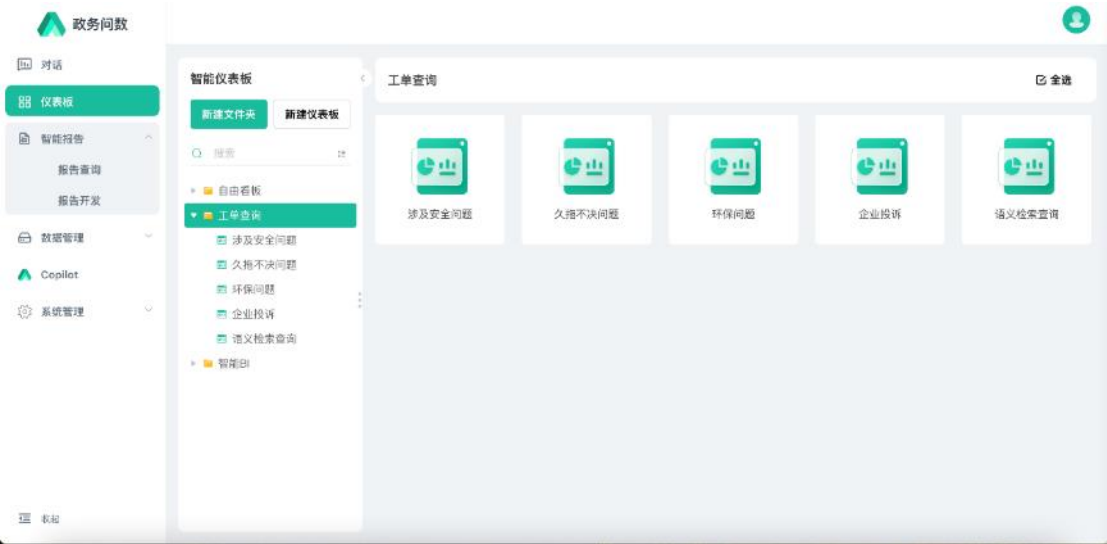 政务问数
对话
仪表板
智能报告
报告查询
报告开发
数据管理
Copilot
系统管理
收起
智能仪表板
新建文件夹 新建仪表板
搜索
自由看板
工单查询
涉及安全问题
久拖不决问题
环保问题
企业投诉
语义检索查询
智能BI
工单查询 全选
涉及安全问题 久拖不决问题 环保问题 企业投诉 语义检索查询